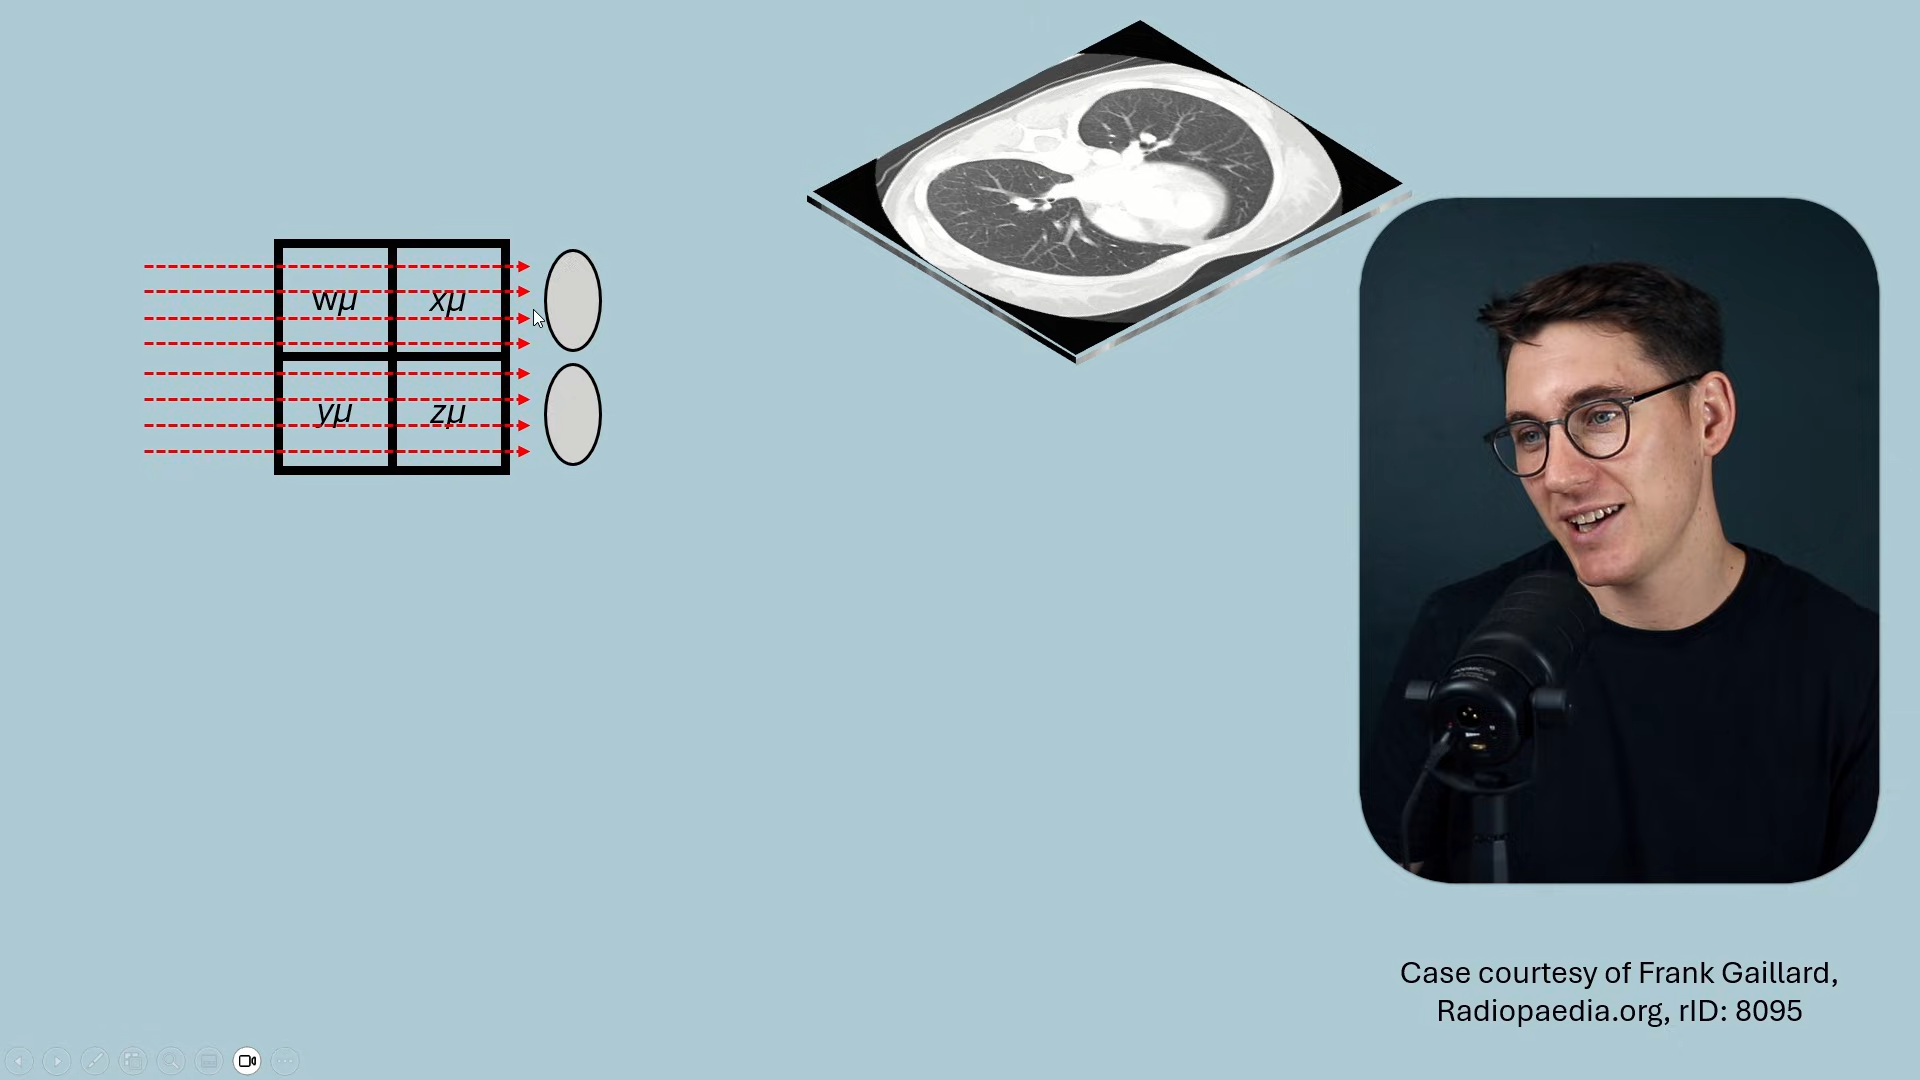 wμ xμ
yμ zμ
Case courtesy of Frank Gaillard,
Radiopaedia.org, rID: 8095